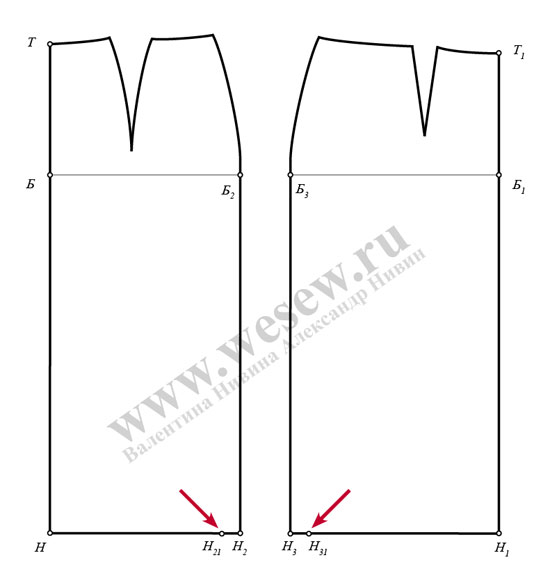 Т Т1
Б Б2 Б3 Б1
www.wesew.ru
Валентина Нивина Александр Нивин
Н Н21 Н2 Н3 Н31 Н1